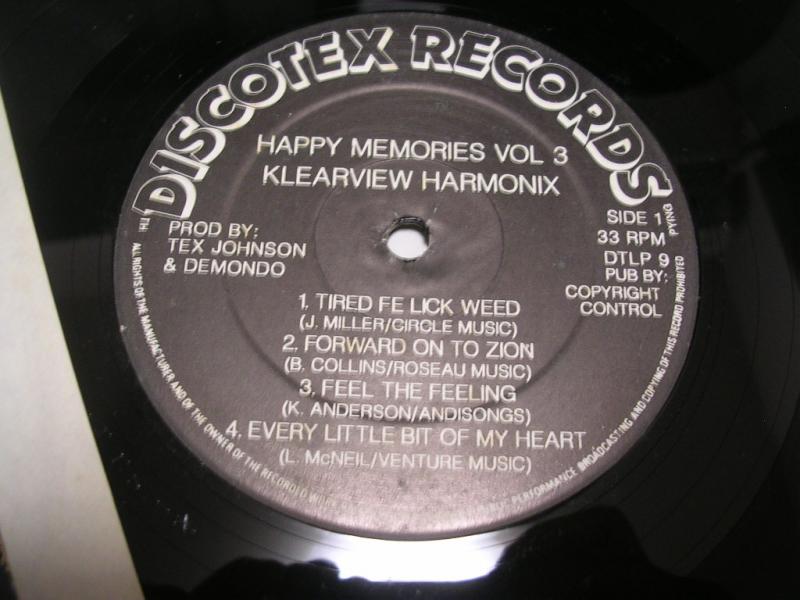 DISCOTEX RECORDS
HAPPY MEMORIES VOL 3
KLEARVIEW HARMONIX
PROD BY:
TEX JOHNSON
& DEMONDO
SIDE 1
33 RPM
DTLP 9
PUB BY:
COPYRIGHT
CONTROL
1. TIRED FE LICK WEED
(J. MILLER/CIRCLE MUSIC)
2. FORWARD ON TO ZION
(B. COLLINS/ROSEAU MUSIC)
3. FEEL THE FEELING
(K. ANDERSON/ANDISONGS)
4. EVERY LITTLE BIT OF MY HEART
(L. McNEIL/VENTURE MUSIC)
ALL RIGHTS OF THE MANUFACTURER AND OF THE OWNER OF THE RECORDED
PERFORMANCE BROADCASTING AND COPYING OF THIS RECORD PROHIBITED